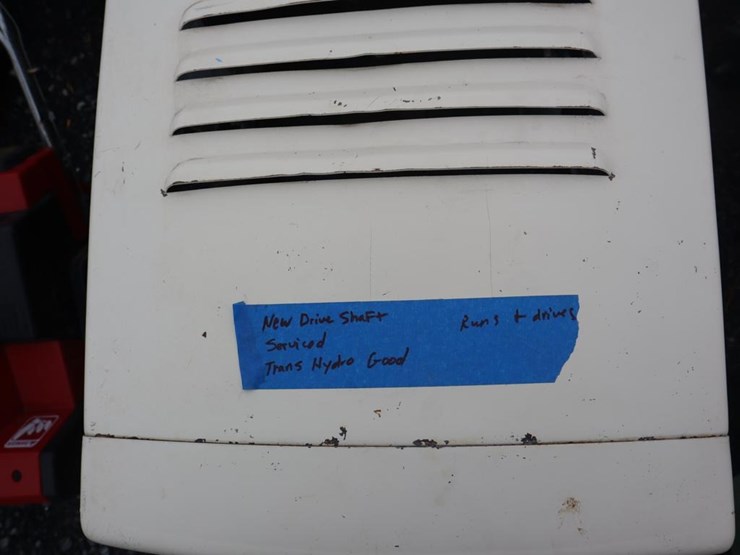 New Drive Shaft
Serviced
Trans Hydro Good
Runs + drives